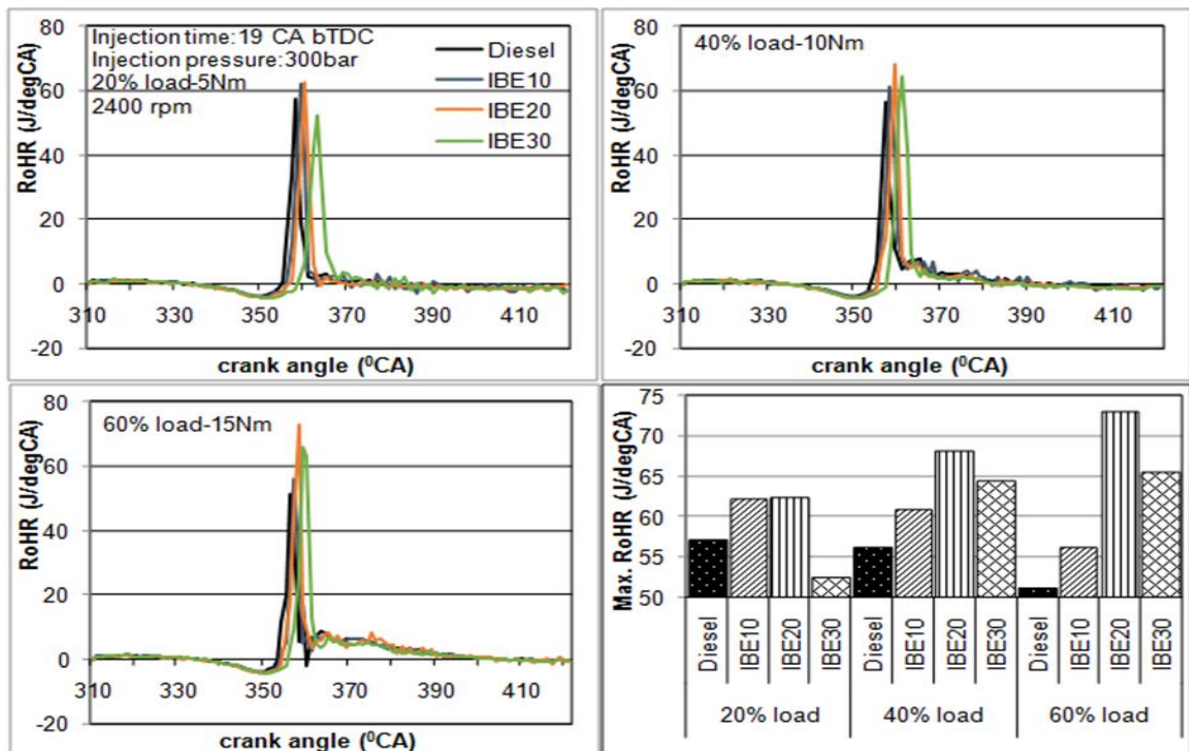 80
60
40
20
0
-20
RoHR (J/degCA)
Injection time:19 CA bTDC
Injection pressure:300bar
20% load-5Nm
2400 rpm
Diesel
IBE10
IBE20
IBE30
310 330 350 370 390 410
crank angle (⁰CA)
80
60
40
20
0
-20
RoHR (J/degCA)
40% load-10Nm
310 330 350 370 390 410
crank angle (⁰CA)
80
60
40
20
0
-20
RoHR (J/degCA)
60% load-15Nm
310 330 350 370 390 410
crank angle (⁰CA)
75
70
65
60
55
50
Max. RoHR (J/degCA)
Diesel IBE10 IBE20 IBE30 Diesel IBE10 IBE20 IBE30 Diesel IBE10 IBE20 IBE30
20% load 40% load 60% load